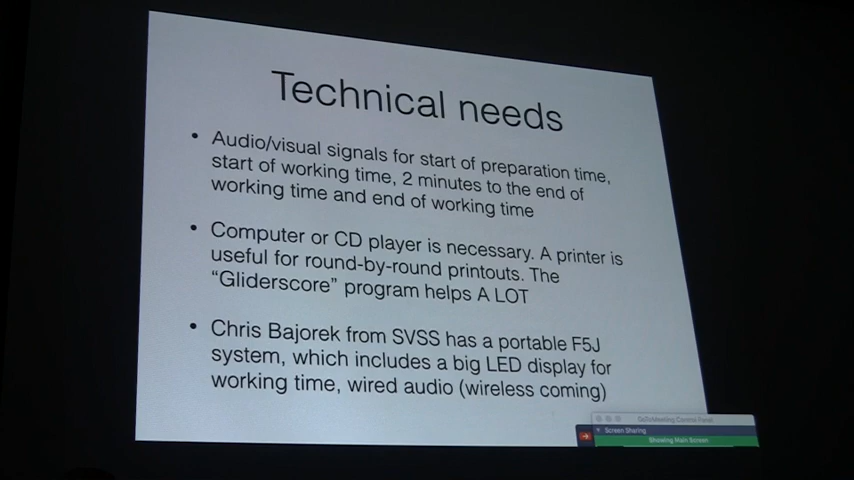 Technical needs
• Audio/visual signals for start of preparation time,
start of working time, 2 minutes to the end of
working time and end of working time
• Computer or CD player is necessary. A printer is
useful for round-by-round printouts. The
“Gliderscore” program helps A LOT
• Chris Bajorek from SVSS has a portable F5J
system, which includes a big LED display for
working time, wired audio (wireless coming)
GoToMeeting Control Panel
Screen Sharing
Showing Main Screen